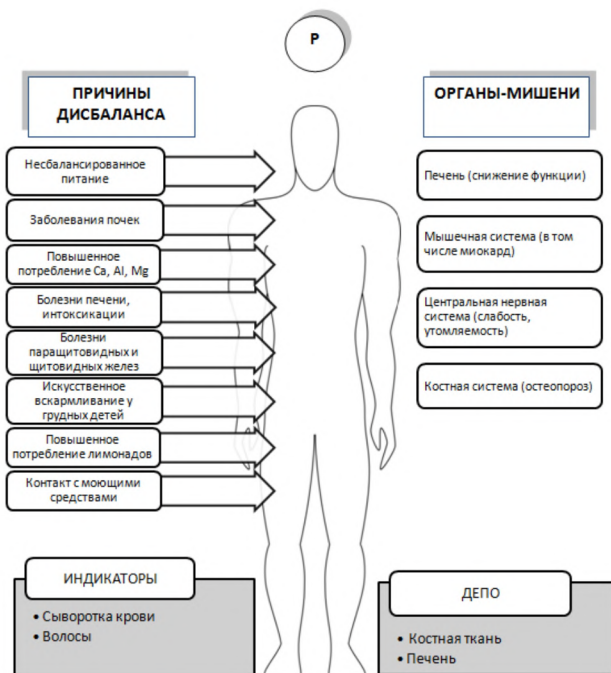 P
ПРИЧИНЫ
ДИСБАЛАНСА
Несбалансированное
питание
Заболевания почек
Повышенное
потребление Ca, Al, Mg
Болезни печени,
интоксикации
Болезни
паращитовидных и
щитовидных желез
Искусственное
вскармливание у
грудных детей
Повышенное
потребление лимонадов
Контакт с моющими
средствами
ОРГАНЫ-МИШЕНИ
Печень (снижение функции)
Мышечная система (в том
числе миокард)
Центральная нервная
система (слабость,
утомляемость)
Костная система (остеопороз)
ИНДИКАТОРЫ
• Сыворотка крови
• Волосы
ДЕПО
• Костная ткань
• Печень